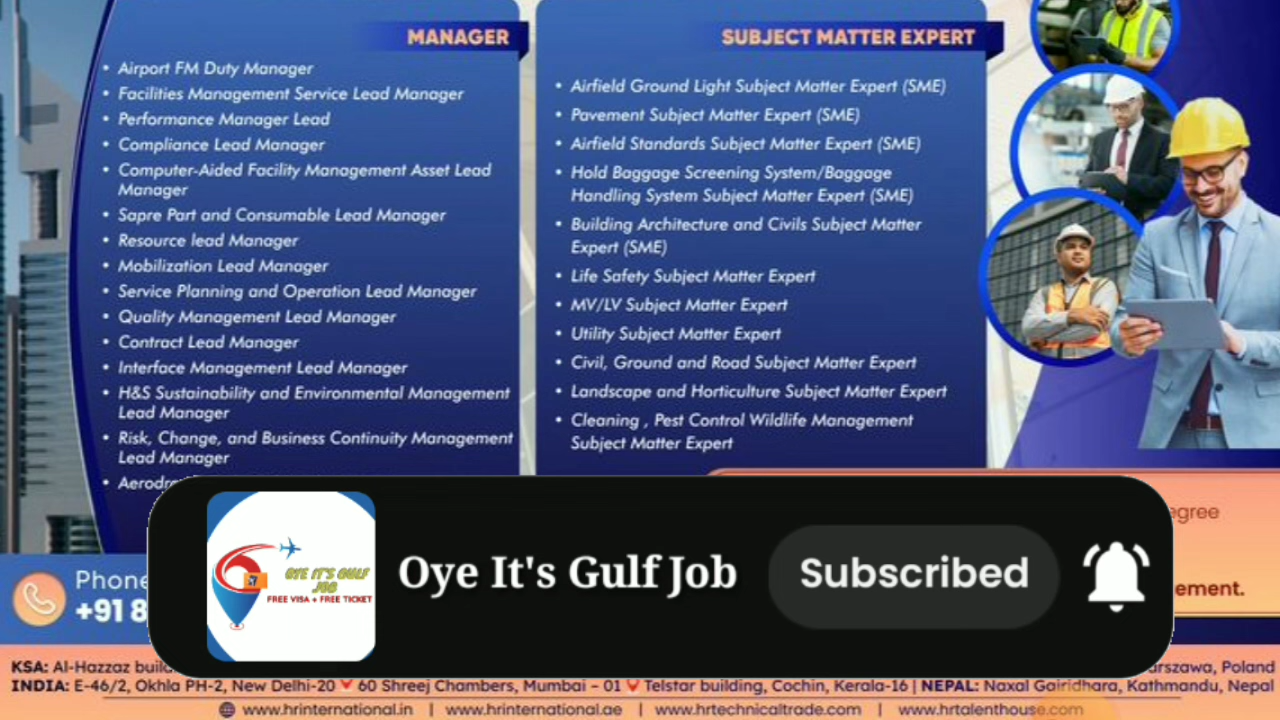 MANAGER
• Airport FM Duty Manager
• Facilities Management Service Lead Manager
• Performance Manager Lead
• Compliance Lead Manager
• Computer-Aided Facility Management Asset Lead
Manager
• Sapre Part and Consumable Lead Manager
• Resource lead Manager
• Mobilization Lead Manager
• Service Planning and Operation Lead Manager
• Quality Management Lead Manager
• Contract Lead Manager
• Interface Management Lead Manager
• H&S Sustainability and Environmental Management
Lead Manager
• Risk, Change, and Business Continuity Management
Lead Manager
SUBJECT MATTER EXPERT
• Airfield Ground Light Subject Matter Expert (SME)
• Pavement Subject Matter Expert (SME)
• Airfield Standards Subject Matter Expert (SME)
• Hold Baggage Screening System/Baggage
Handling System Subject Matter Expert (SME)
• Building Architecture and Civils Subject Matter
Expert (SME)
• Life Safety Subject Matter Expert
• MV/LV Subject Matter Expert
• Utility Subject Matter Expert
• Civil, Ground and Road Subject Matter Expert
• Landscape and Horticulture Subject Matter Expert
• Cleaning , Pest Control Wildlife Management
Subject Matter Expert
OYE IT'S GULF
JOB
FREE VISA + FREE TICKET
Oye It's Gulf Job
Subscribed
Phone
+91 8
KSA: Al-Hazzaz
Poland
INDIA: E-46/2, Okhla PH-2, New Delhi-20 60 Shreej Chambers, Mumbai – 01 Telstar building, Cochin, Kerala-16 | NEPAL: Naxal Gairidhara, Kathmandu, Nepal
www.hrinternational.in | www.hrinternational.ae | www.hrtechnicaltrade.com | www.hrtalenthouse.com